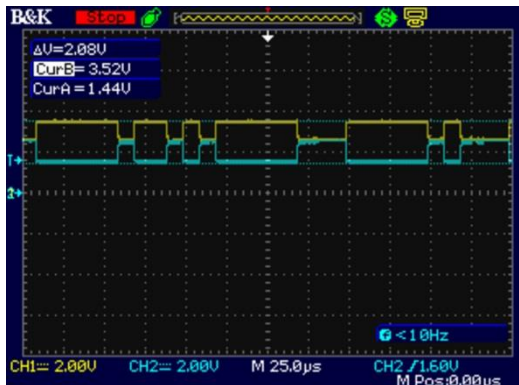 B&K Stop S
ΔV=2.08V
CurB= 3.52V
CurA = 1.44V
T
2
<10Hz
CH1 2.00V CH2 2.00V M 25.0μs CH2 /1.60V
M Pos:0.00μs